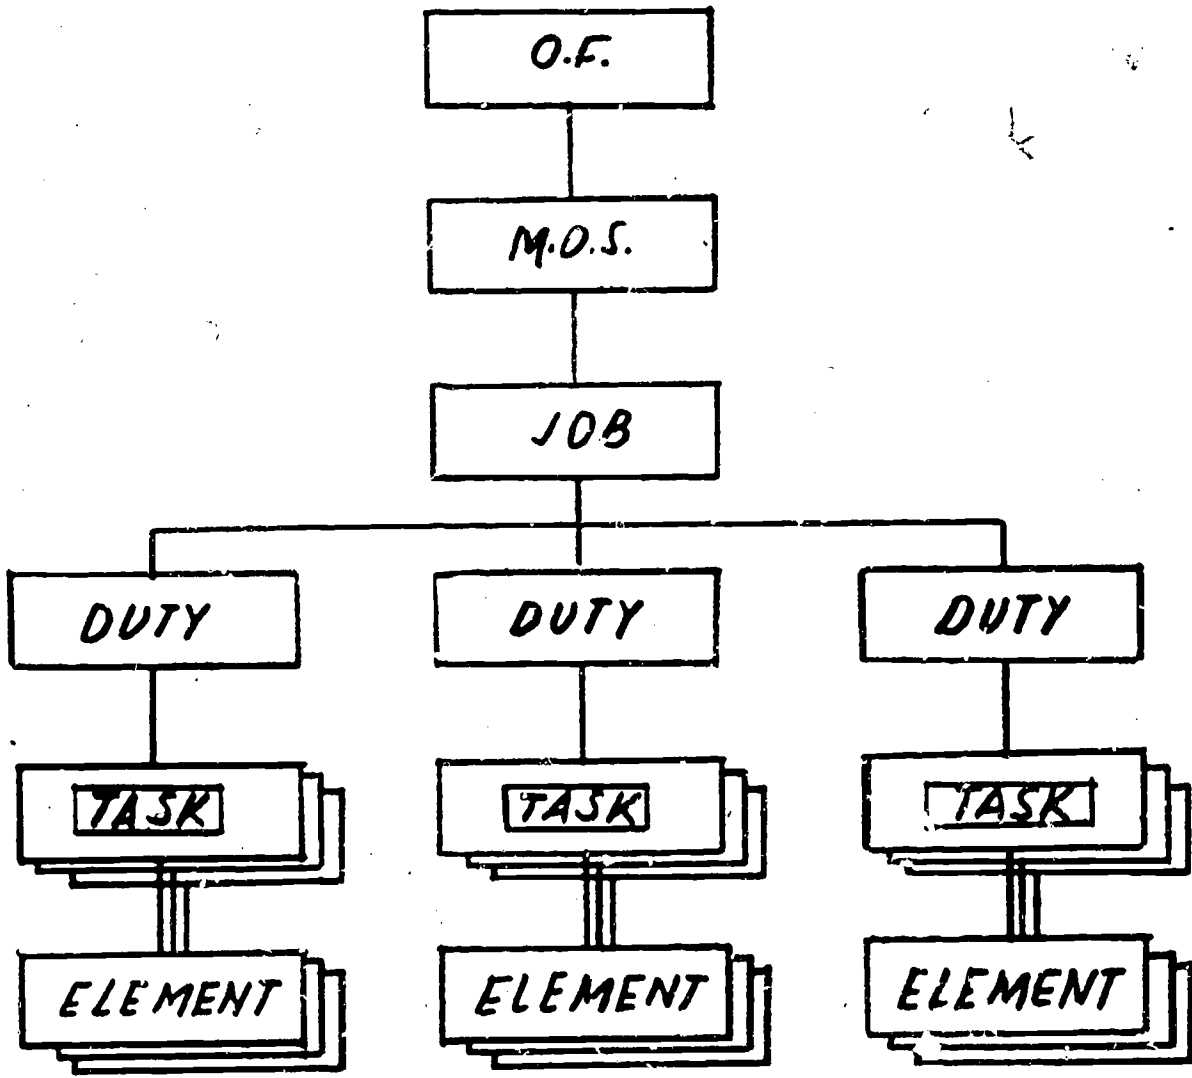 O.F.
M.O.S.
JOB
DUTY DUTY DUTY
TASK TASK TASK
ELEMENT ELEMENT ELEMENT